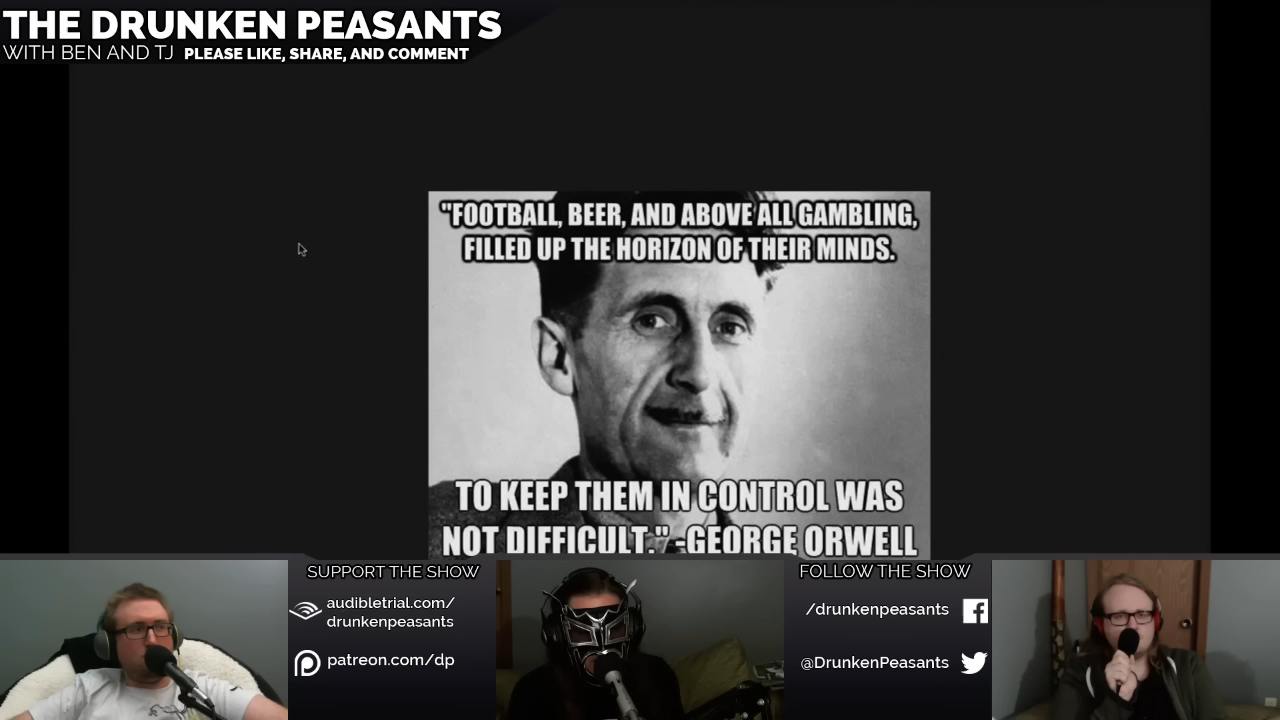 THE DRUNKEN PEASANTS
WITH BEN AND TJ PLEASE LIKE, SHARE, AND COMMENT
"FOOTBALL, BEER, AND ABOVE ALL GAMBLING,
FILLED UP THE HORIZON OF THEIR MINDS.
TO KEEP THEM IN CONTROL WAS
NOT DIFFICULT." -GEORGE ORWELL
SUPPORT THE SHOW
audibletrial.com/
drunkenpeasants
patreon.com/dp
FOLLOW THE SHOW
/drunkenpeasants
@DrunkenPeasants